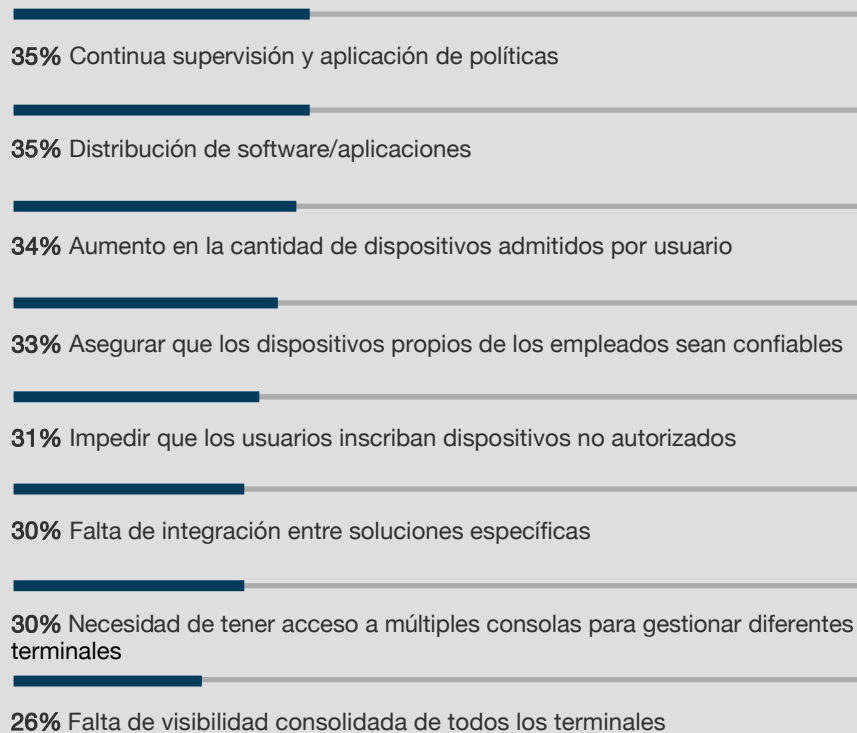 35% Continua supervisión y aplicación de políticas
35% Distribución de software/aplicaciones
34% Aumento en la cantidad de dispositivos admitidos por usuario
33% Asegurar que los dispositivos propios de los empleados sean confiables
31% Impedir que los usuarios inscriban dispositivos no autorizados
30% Falta de integración entre soluciones específicas
30% Necesidad de tener acceso a múltiples consolas para gestionar diferentes
terminales
26% Falta de visibilidad consolidada de todos los terminales